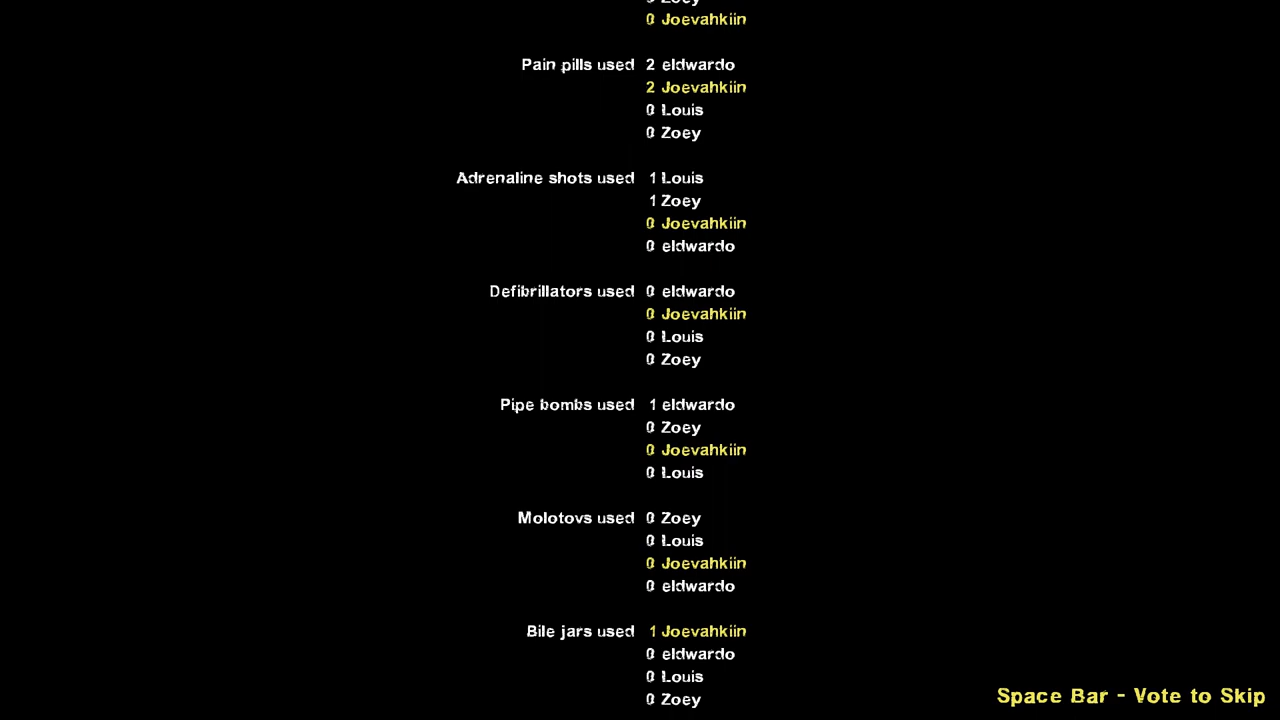 0 Joevahkiin
Pain pills used 2 eldwardo
2 Joevahkiin
0 Louis
0 Zoey
Adrenaline shots used 1 Louis
1 Zoey
0 Joevahkiin
0 eldwardo
Defibrillators used 0 eldwardo
0 Joevahkiin
0 Louis
0 Zoey
Pipe bombs used 1 eldwardo
0 Zoey
0 Joevahkiin
0 Louis
Molotovs used 0 Zoey
0 Louis
0 Joevahkiin
0 eldwardo
Bile jars used 1 Joevahkiin
0 eldwardo
0 Louis
0 Zoey
Space Bar - Vote to Skip